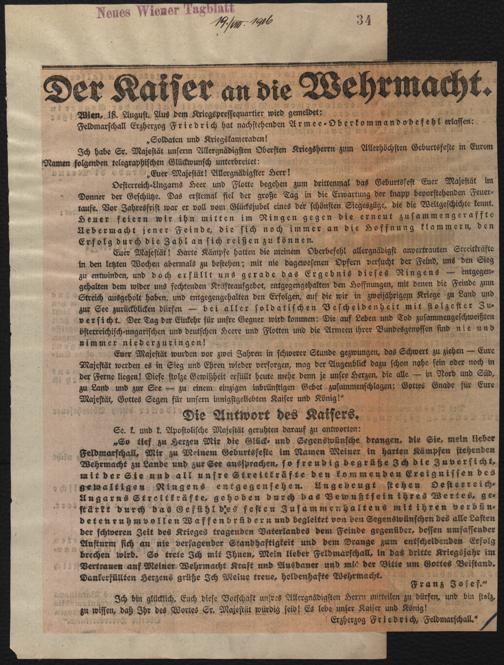 Neues Wiener Tagblatt
19./VIII. 1916
34
Der Kaiser an die Wehrmacht.
Wien, 18. August. Aus dem Kriegspressequartier wird gemeldet:
Feldmarschall Erzherzog Friedrich hat nachstehenden Armee-Oberkommandobefehl erlassen:
„Soldaten und Kriegskameraden!
Ich habe Sr. Majestät unserm Allergnädigsten Obersten Kriegsherrn zum Allerhöchsten Geburtsfeste in Eurem
Namen folgenden telegraphischen Glückwunsch unterbreitet:
„Euer Majestät! Allergnädigster Herr!
Oesterreich-Ungarns Heer und Flotte begehen zum drittenmal das Geburtsfest Euer Majestät im
Donner der Geschütze. Das erstemal fiel der große Tag in die Erwartung der knapp bevorstehenden Feuer-
taufe. Vor Jahresfrist war er voll vom Glücksjubel einer der schönsten Siegeszüge, die die Weltgeschichte kennt.
Heuer feiern wir ihn mitten im Ringen gegen die erneut zusammengeraffte
Uebermacht jener Feinde, die sich noch immer an die Hoffnung klammern, den
Erfolg durch die Zahl an sich reißen zu können.
Euer Majestät! Harte Kämpfe hatten die meinem Oberbefehl allergnädigst anvertrauten Streitkräfte
in den letzten Wochen abermals zu bestehen; mit nie dagewesenen Opfern versucht der Feind, uns den Sieg
zu entwinden, und doch erfüllt uns gerade das Ergebnis dieses Ringens — entgegen-
gehalten dem wider uns fechtenden Kräfteaufgebot, entgegengehalten den Hoffnungen, mit denen die Feinde zum
Streich ausgeholt haben, und entgegengehalten den Erfolgen, auf die wir in zweijährigem Kriege zu Land und
zur See zurückblicken dürfen — bei aller soldatischen Bescheidenheit mit stolzester Zu-
versicht. Der Tag der Einkehr für unsre Gegner wird kommen: Die auf Leben und Tod zusammengeschweißten
österreichisch-ungarischen und deutschen Heere und Flotten und die Armeen ihrer Bundesgenossen sind nie und
nimmer niederzuringen!
Euer Majestät wurden vor zwei Jahren in schwerer Stunde gezwungen, das Schwert zu ziehen — Eure
Majestät werden es in Sieg und Ehren wieder versorgen, mag der Augenblick dazu schon nahe sein oder noch in
der Ferne liegen! Diese stolze Gewißheit erfüllt heute mehr denn je unser Herzen, die alle — in Nord und Süd,
zu Land und zur See — zu einem einzigen inbrünstigen Gebet zusammenschlagen: Gottes Gnade für Eure
Majestät, Gottes Segen für unsern innigstgeliebten Kaiser und König!“
Die Antwort des Kaisers.
Se. k. und k. Apostolische Majestät geruhten darauf zu antworten:
„So tief zu Herzen Mir die Glück- und Segenswünsche drangen, die Sie, mein lieber
Feldmarschall, Mir zu Meinem Geburtsfeste im Namen Meiner in harten Kämpfen stehenden
Wehrmacht zu Lande und zur See aussprachen, so freudig begrüße Ich die Zuversicht,
mit der Sie und all unsre Streitkräfte den kommenden Ereignissen des
gewaltigen Ringens entgegensehen. Ungebeugt stehen Oesterreich-
Ungarns Streitkräfte, gehoben durch das Bewußtsein ihres Wertes, ge-
stärkt durch das Gefühl des festen Zusammenhaltens mit ihren verbün-
deten ruhmvollen Waffenbrüdern und begleitet von den Segenswünschen des alle Lasten
der schweren Zeit des Krieges tragenden Vaterlandes dem Feinde gegenüber, dessen umfassender
Ansturm sich an nie versagender Standhaftigkeit und dem Drange zum entscheidenden Erfolg
brechen wird. So trete Ich mit Ihnen, Mein lieber Feldmarschall, in das dritte Kriegsjahr im
Vertrauen auf Meiner Wehrmacht Kraft und Ausdauer und mit der Bitte um Gottes Beistand.
Dankerfüllten Herzens grüße Ich Meine treue, heldenhafte Wehrmacht.
Franz Josef.“
Ich bin glücklich, Euch diese Botschaft unsres Allergnädigsten Herrn mitteilen zu dürfen, und bin stolz,
zu wissen, daß Ihr des Wortes Sr. Majestät würdig seid! Es lebe unser Kaiser und König!
Erzherzog Friedrich, Feldmarschall.“